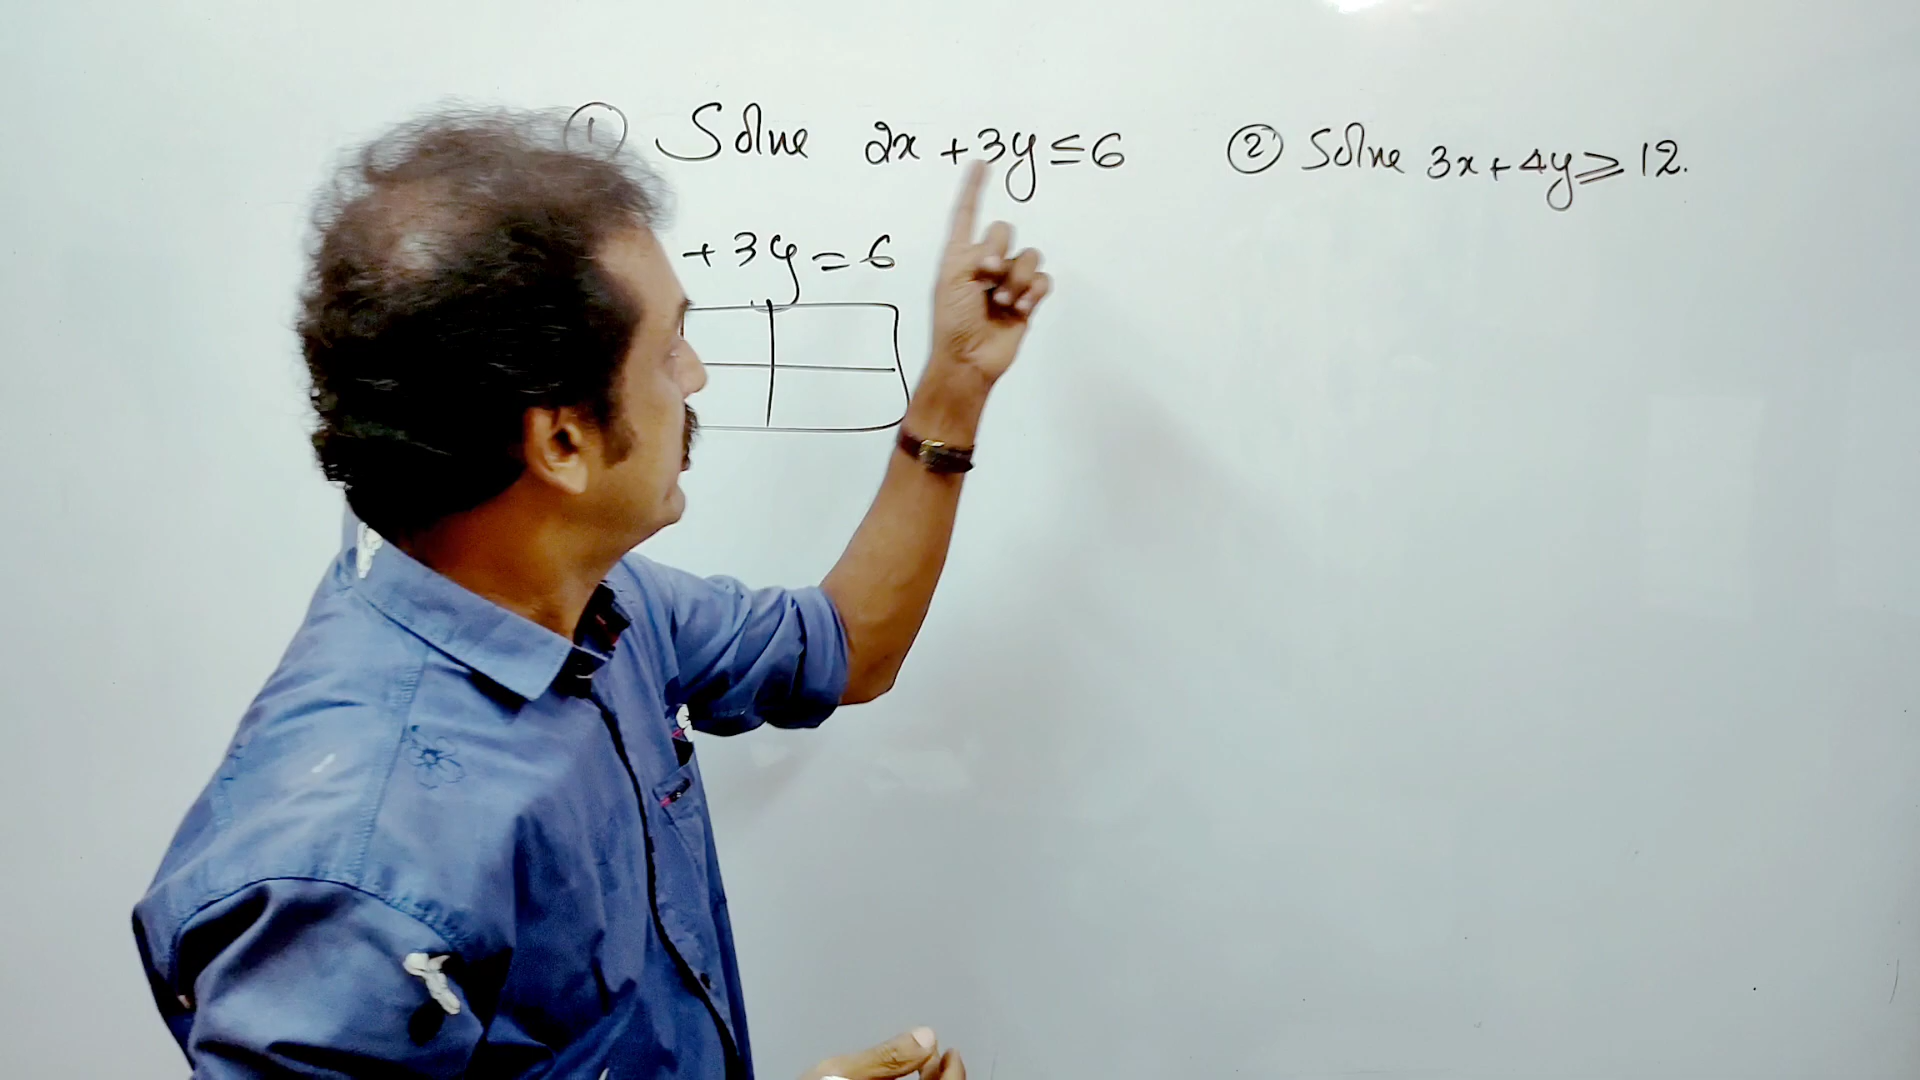 ① Solve 2x + 3y ≤ 6
+ 3y = 6
② Solve 3x + 4y ⩾ 12.